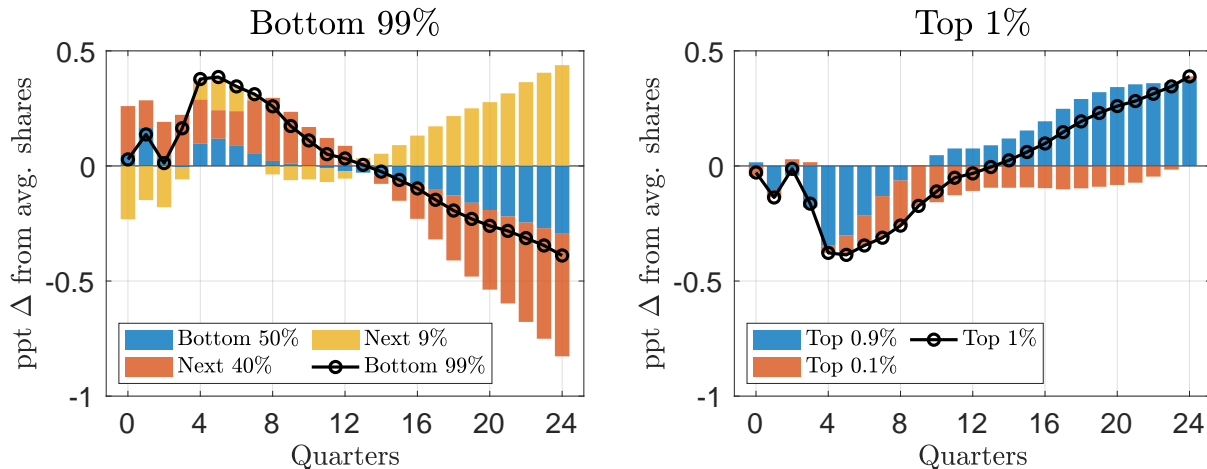 Bottom 99%
ppt Δ from avg. shares
0.5
0
-0.5
-1
Bottom 50%
Next 9%
Next 40%
Bottom 99%
0 4 8 12 16 20 24
Quarters
Top 1%
ppt Δ from avg. shares
0.5
0
-0.5
-1
Top 0.9%
Top 1%
Top 0.1%
0 4 8 12 16 20 24
Quarters